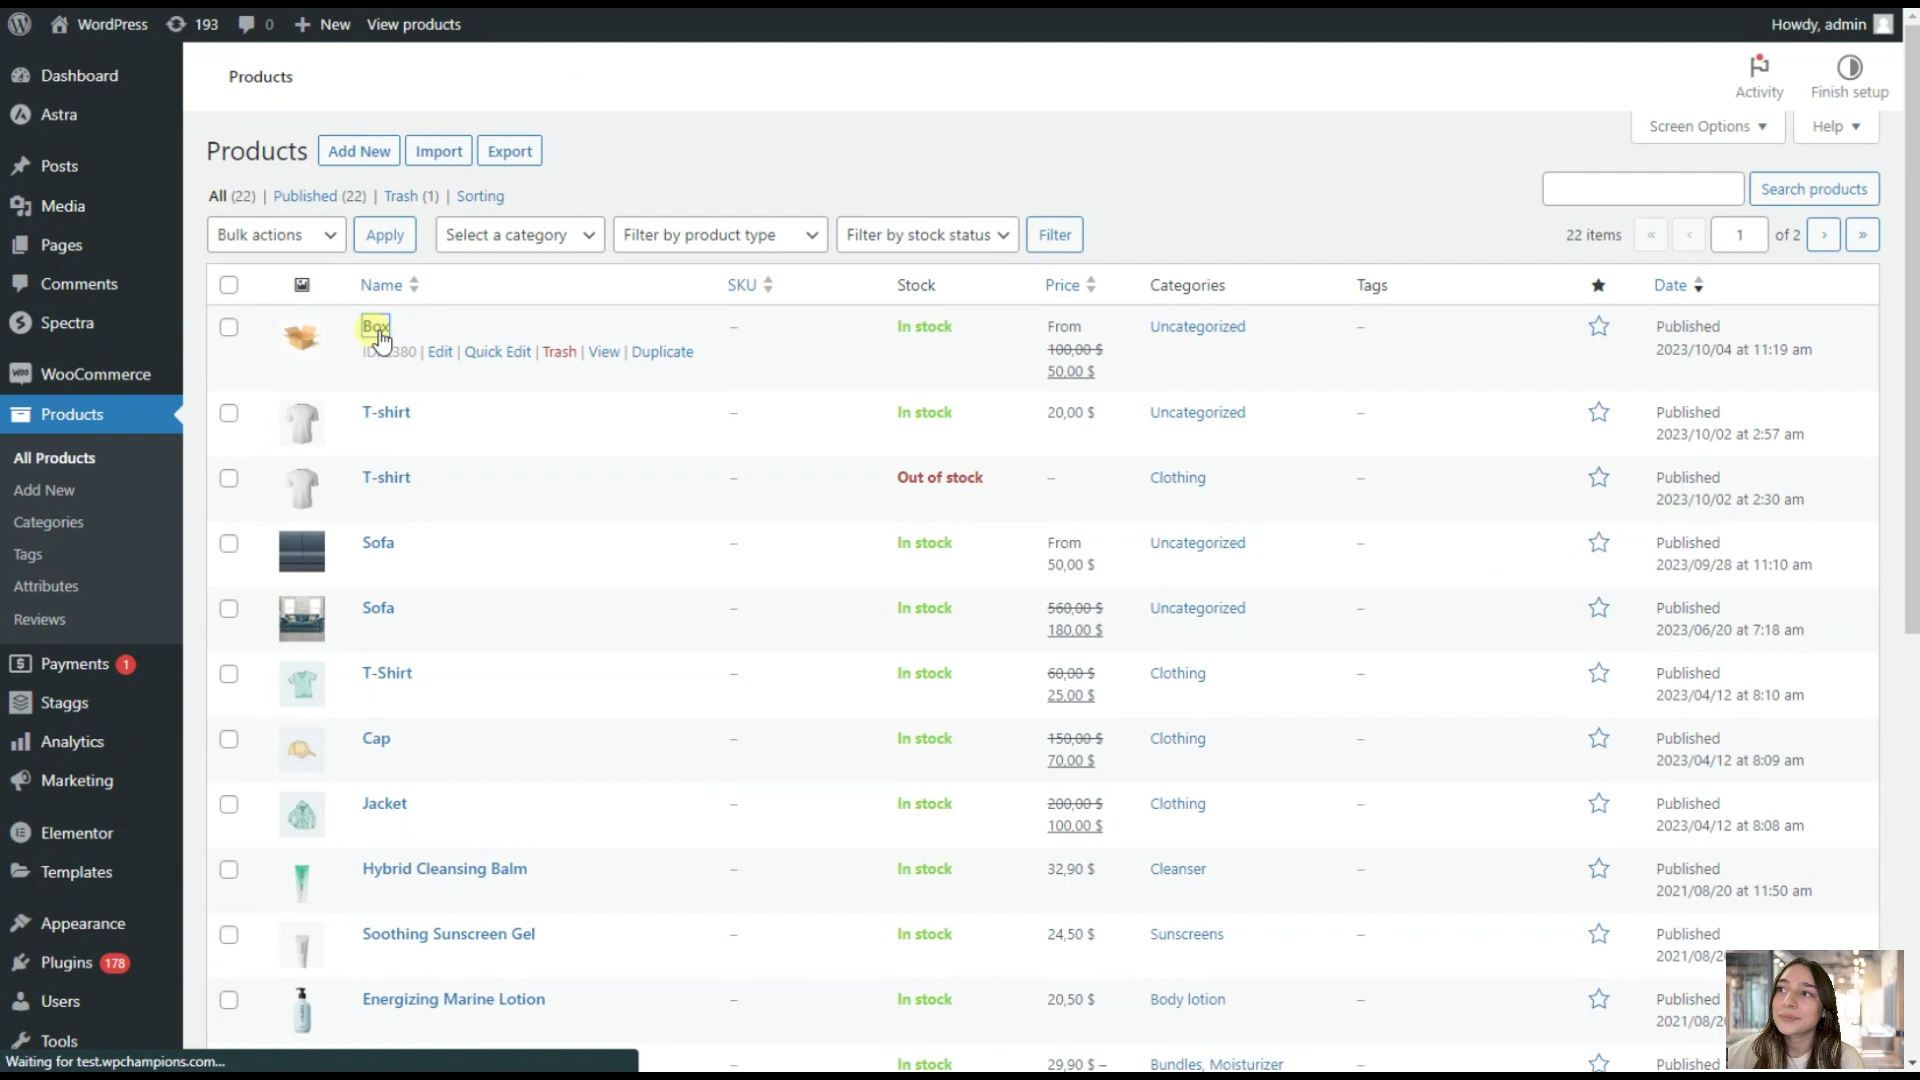 WordPress 193 0 New View products Howdy, admin
Dashboard
Astra
Posts
Media
Pages
Comments
Spectra
WooCommerce
Products
All Products
Add New
Categories
Tags
Attributes
Reviews
Payments 1
Staggs
Analytics
Marketing
Elementor
Templates
Appearance
Plugins 178
Users
Tools
Products
Activity Finish setup
Screen Options Help
Products Add New Import Export
All (22) | Published (22) | Trash (1) | Sorting
Search products
Bulk actions Apply Select a category Filter by product type Filter by stock status Filter 22 items « ‹ 1 of 2 › »
Name SKU Stock Price Categories Tags Date
Box – In stock From Uncategorized – Published
380 | Edit | Quick Edit | Trash | View | Duplicate 100,00 $ 2023/10/04 at 11:19 am
50,00 $
T-shirt – In stock 20,00 $ Uncategorized – Published
2023/10/02 at 2:57 am
T-shirt – Out of stock – Clothing – Published
2023/10/02 at 2:30 am
Sofa – In stock From Uncategorized – Published
50,00 $ 2023/09/28 at 11:10 am
Sofa – In stock 560,00 $ Uncategorized – Published
180,00 $ 2023/06/20 at 7:18 am
T-Shirt – In stock 60,00 $ Clothing – Published
25,00 $ 2023/04/12 at 8:10 am
Cap – In stock 150,00 $ Clothing – Published
70,00 $ 2023/04/12 at 8:09 am
Jacket – In stock 200,00 $ Clothing – Published
100,00 $ 2023/04/12 at 8:08 am
Hybrid Cleansing Balm – In stock 32,90 $ Cleanser – Published
2021/08/20 at 11:50 am
Soothing Sunscreen Gel – In stock 24,50 $ Sunscreens – Published
2021/08/2
Energizing Marine Lotion – In stock 20,50 $ Body lotion – Published
2021/08/2
– In stock 29,90 $ – Bundles, Moisturizer – Published
Waiting for test.wpchampions.com...